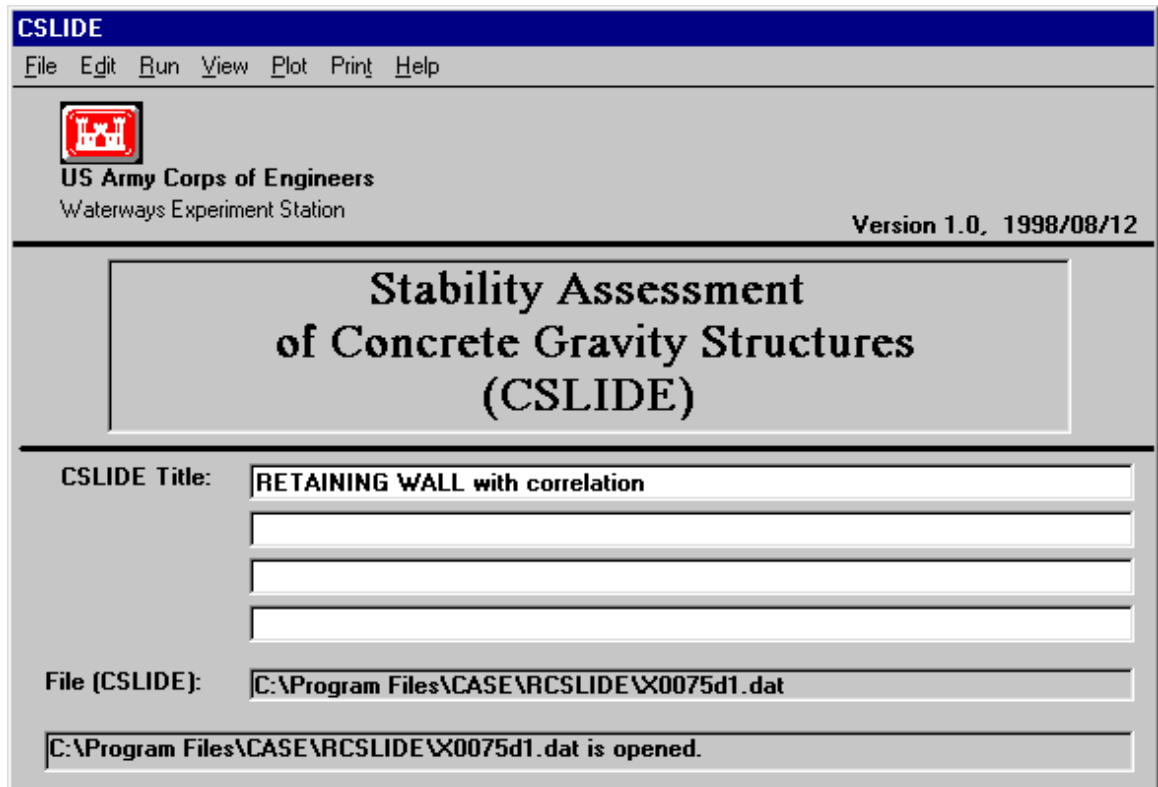 CSLIDE
File Edit Run View Plot Print Help
US Army Corps of Engineers
Waterways Experiment Station
Version 1.0, 1998/08/12
Stability Assessment
of Concrete Gravity Structures
(CSLIDE)
CSLIDE Title: RETAINING WALL with correlation
File (CSLIDE): C:\Program Files\CASE\RCSLIDE\X0075d1.dat
C:\Program Files\CASE\RCSLIDE\X0075d1.dat is opened.